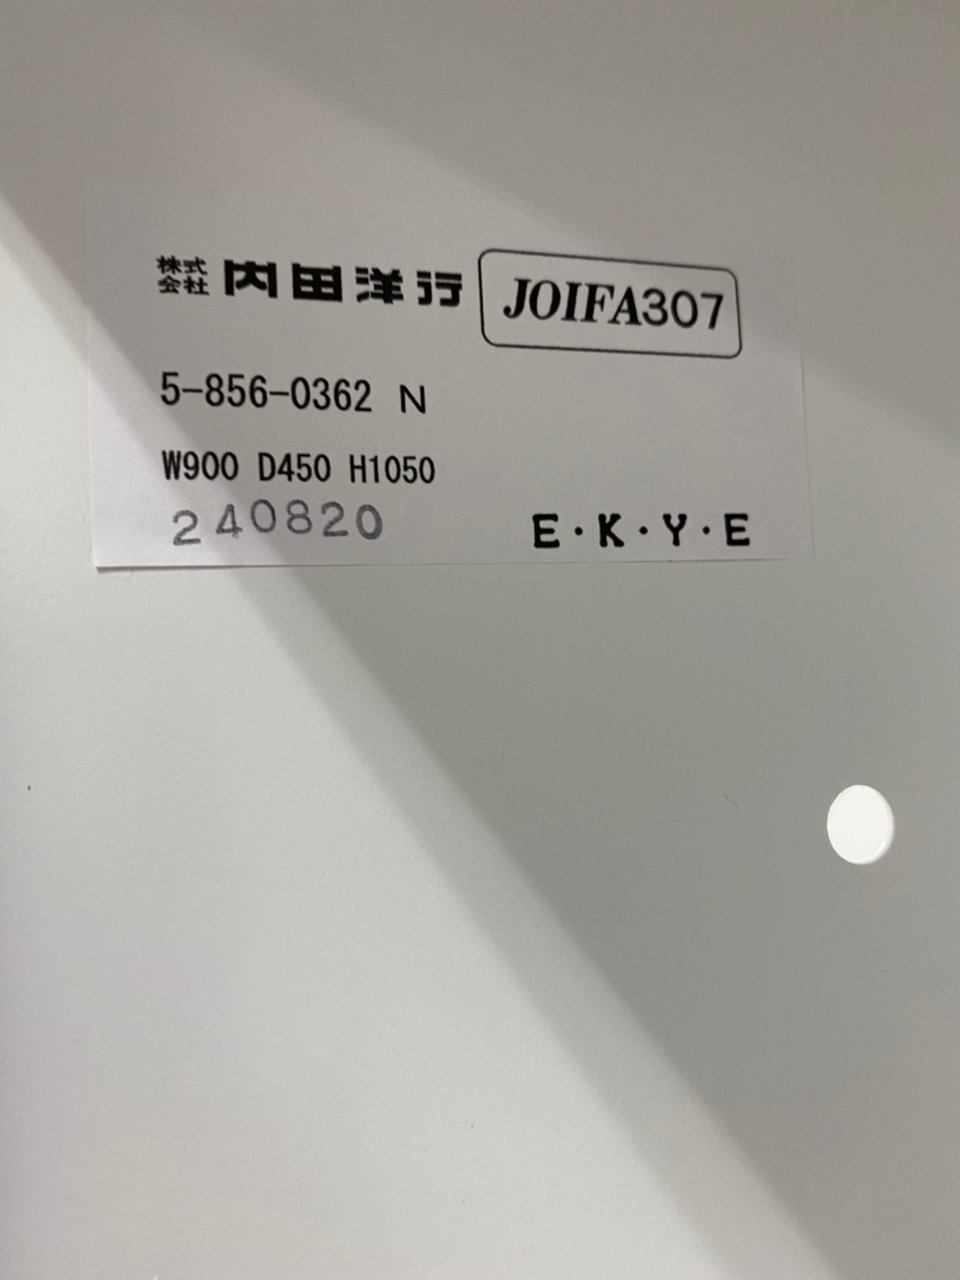 株式会社 内田洋行 JOIFA307
5-856-0362 N
W900 D450 H1050
240820 E・K・Y・E